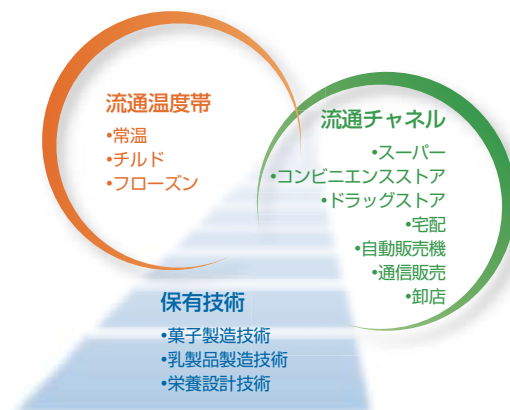 流通温度帯
•常温
•チルド
•フローズン
流通チャネル
•スーパー
•コンビニエンスストア
•ドラッグストア
•宅配
•自動販売機
•通信販売
•卸店
保有技術
•菓子製造技術
•乳製品製造技術
•栄養設計技術